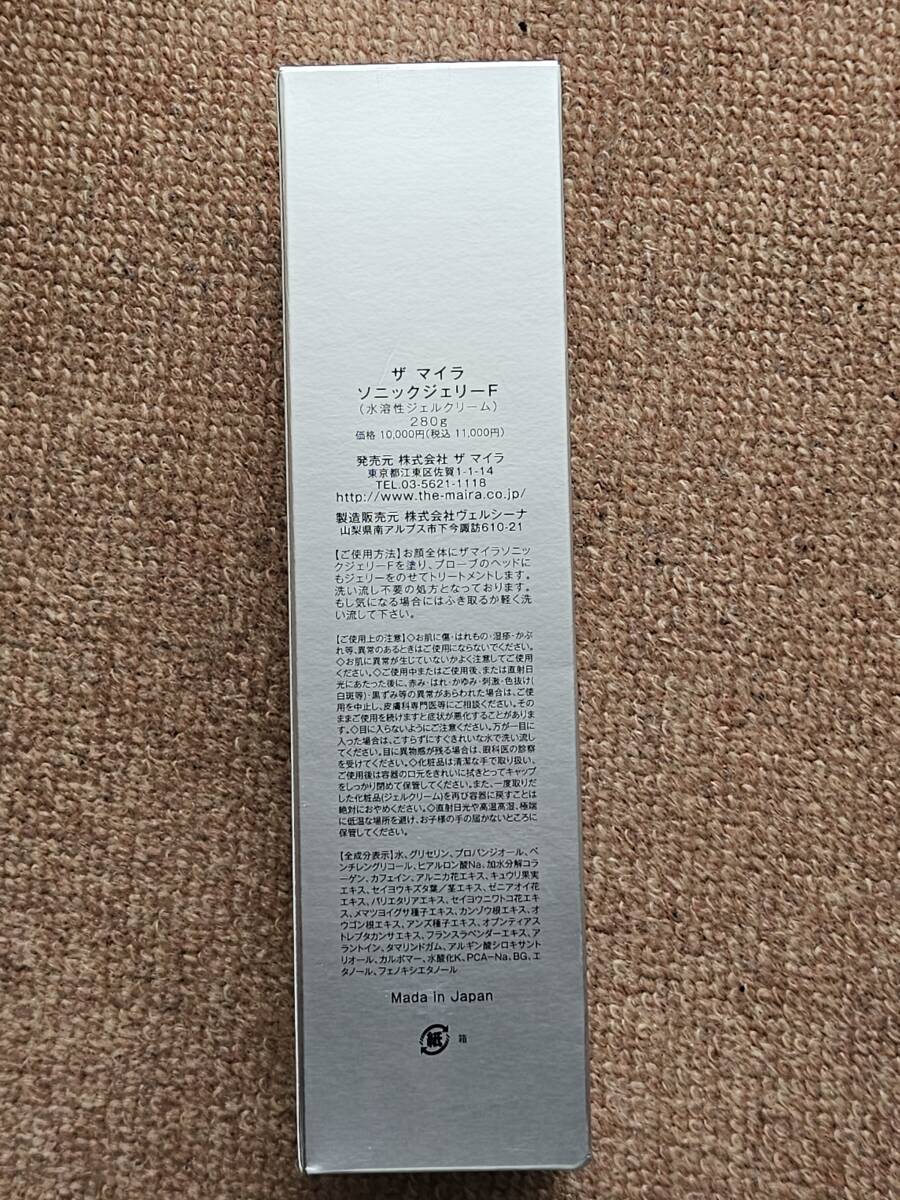 ザ マイラ
ソニックジェリーF
(水溶性ジェルクリーム)
280g
価格 10,000円(税込 11,000円)
発売元 株式会社 ザ マイラ
東京都江東区佐賀1-1-14
TEL.03-5621-1118
http://www.the-maira.co.jp/
製造販売元 株式会社ヴェルシーナ
山梨県南アルプス市下今諏訪610-21
【ご使用方法】お顔全体にザマイラソニッ
クジェリーFを塗り、プローブのヘッドに
もジェリーをのせてトリートメントします。
洗い流し不要の処方となっております。
もし気になる場合にはふき取るか軽く洗
い流して下さい。
【ご使用上の注意】◇お肌に傷・はれもの・湿疹・かぶ
れ等、異常のあるときはご使用にならないでください。
◇お肌に異常が生じていないかよく注意してご使用
ください。◇ご使用中またはご使用後、または直射日
光にあたった後に、赤み・はれ・かゆみ・刺激・色抜け(
白斑等)・黒ずみ等の異常があらわれた場合は、ご使
用を中止し、皮膚科専門医等にご相談ください。その
ままご使用を続けますと症状が悪化することがありま
す。◇目に入らないようにご注意ください。万が一目に
入った場合は、こすらずにすぐきれいな水で洗い流し
てください。目に異物感が残る場合は、眼科医の診察
を受けてください。◇化粧品は清潔な手で取り扱い、
ご使用後は容器の口元をきれいに拭きとってキャップ
をしっかり閉めて保管してください。また、一度取りだ
した化粧品(ジェルクリーム)を再び容器に戻すことは
絶対におやめください。◇直射日光や高温高湿、極端
に低温な場所を避け、お子様の手の届かないところに
保管してください。
【全成分表示】水、グリセリン、プロパンジオール、ペ
ンチレングリコール、ヒアルロン酸Na、加水分解コラ
ーゲン、カフェイン、アルニカ花エキス、キュウリ果実
エキス、セイヨウキズタ葉/茎エキス、ゼニアオイ花
エキス、パリエタリアエキス、セイヨウニワトコ花エキ
ス、メマツヨイグサ種子エキス、カンゾウ根エキス、オ
ウゴン根エキス、アンズ種子エキス、オプンティアス
トレプタカンサエキス、フランスラベンダーエキス、ア
ラントイン、タマリンドガム、アルギン酸シロキサント
リオール、カルボマー、水酸化K、PCA-Na、BG、エ
タノール、フェノキシエタノール
Made in Japan
紙 箱